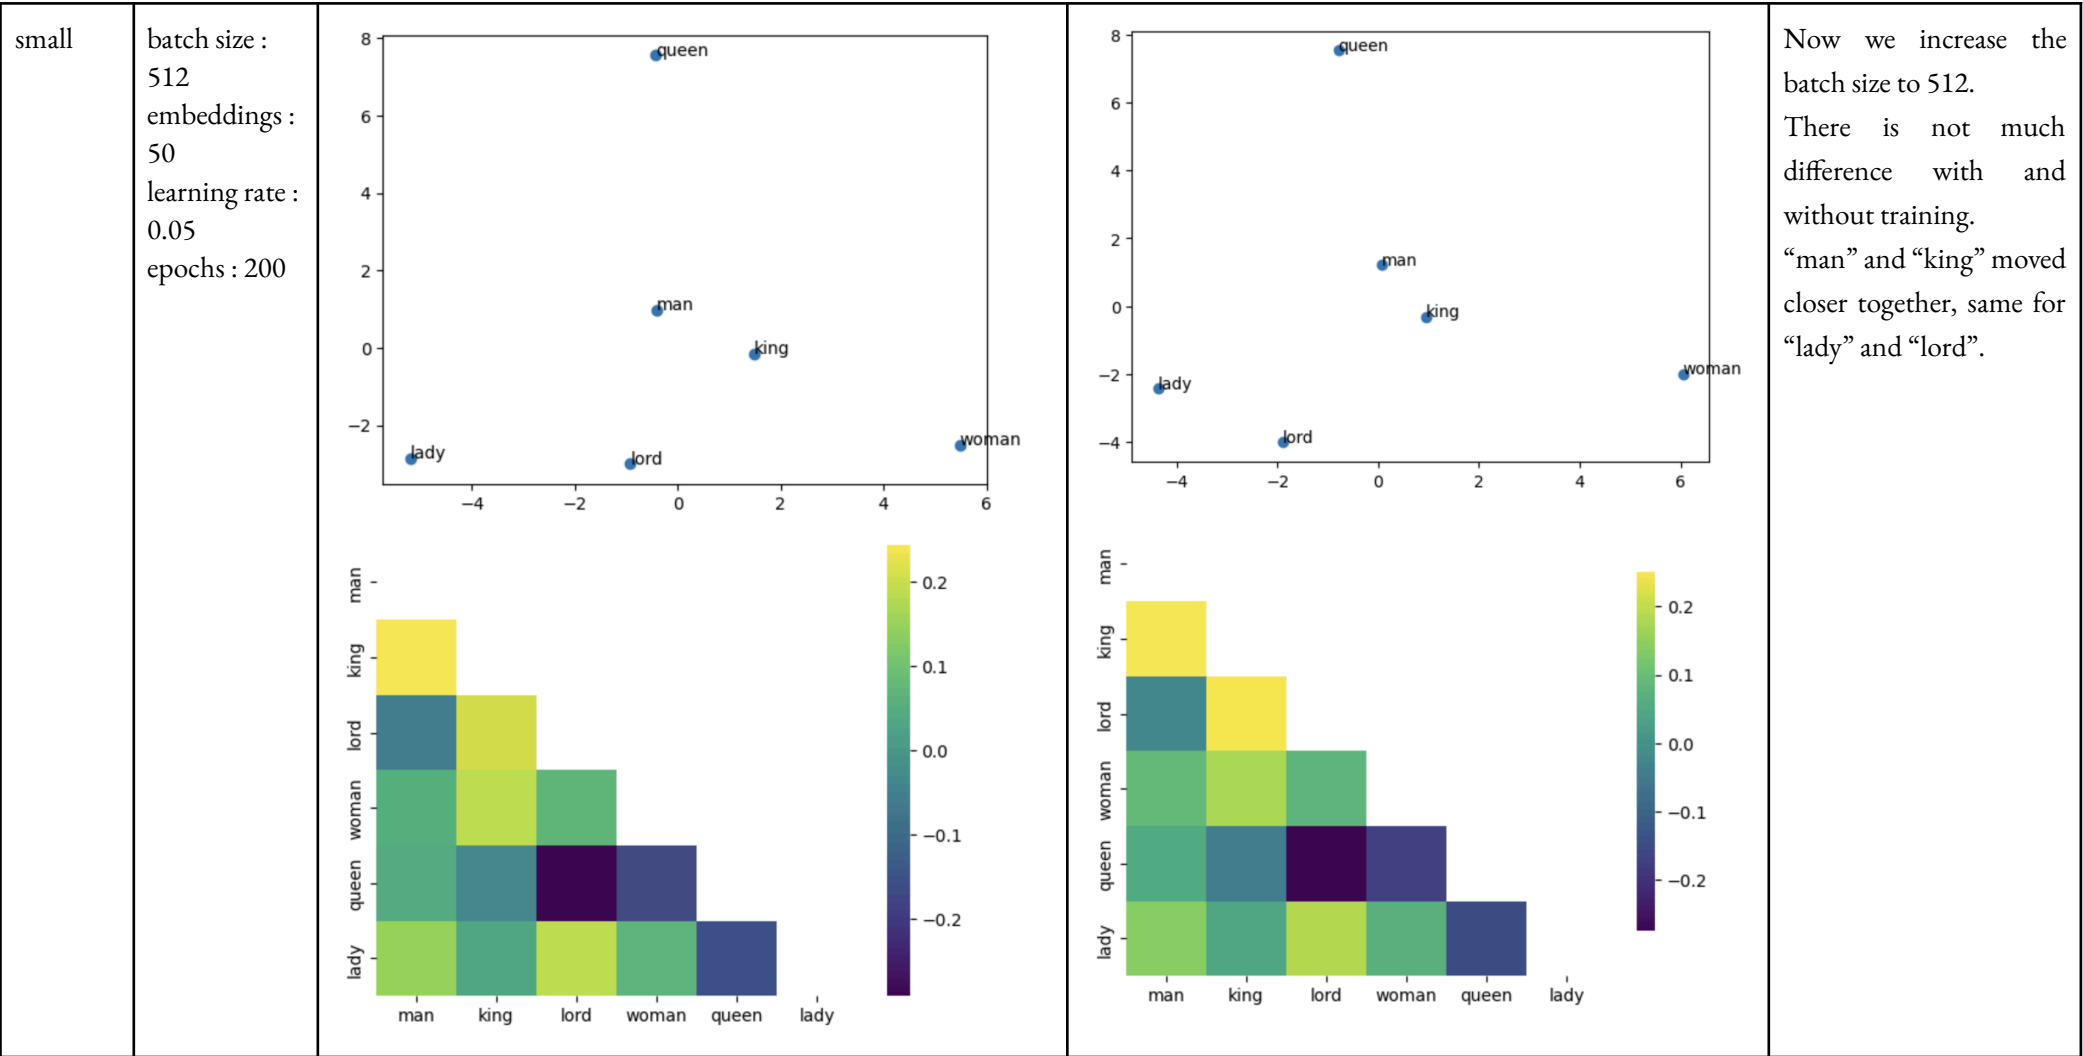 small
batch size :
512
embeddings :
50
learning rate :
0.05
epochs : 200
8
6
4
2
0
−2
−4
−2
0
2
4
6
queen
man
king
woman
lady
lord
man
king
lord
woman
queen
lady
man
king
lord
woman
queen
lady
0.2
0.1
0.0
−0.1
−0.2
8
6
4
2
0
−2
−4
−4
−2
0
2
4
6
queen
man
king
woman
lady
lord
man
king
lord
woman
queen
lady
man
king
lord
woman
queen
lady
0.2
0.1
0.0
−0.1
−0.2
Now we increase the
batch size to 512.
There is not much
difference with and
without training.
“man” and “king” moved
closer together, same for
“lady” and “lord”.